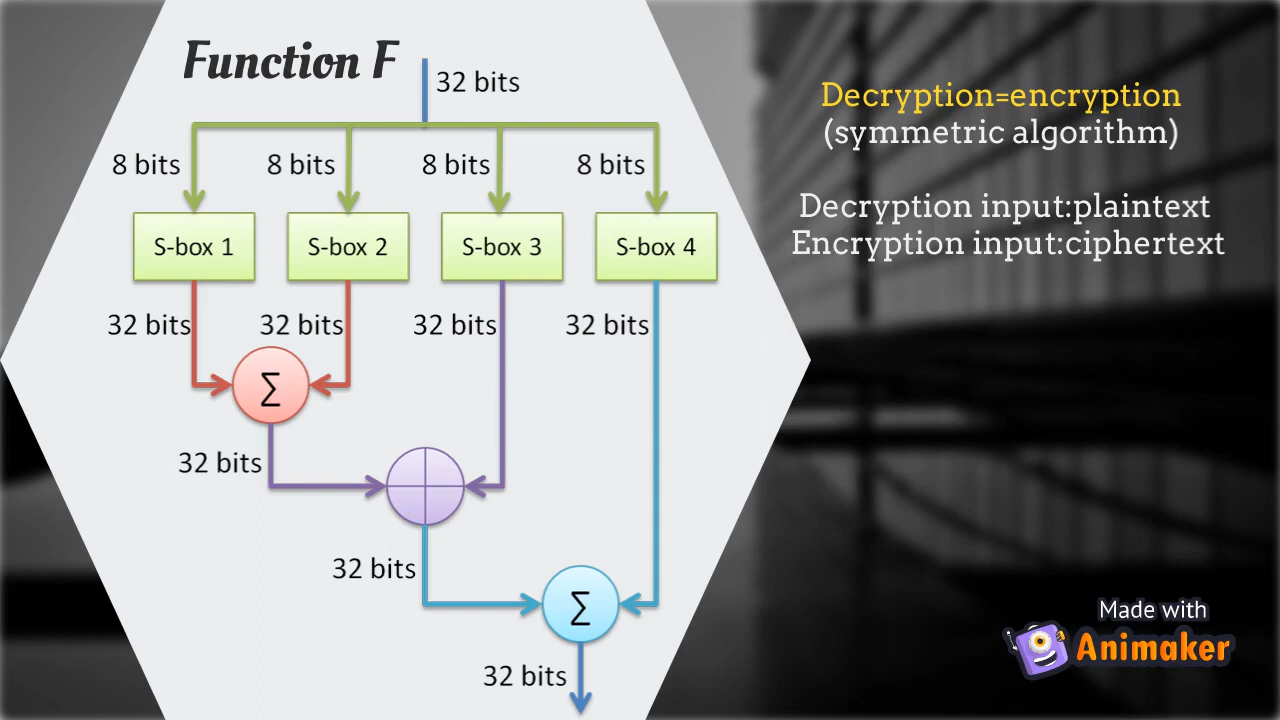 Function F
32 bits
8 bits
8 bits
8 bits
8 bits
S-box 1
S-box 2
S-box 3
S-box 4
32 bits
32 bits
32 bits
32 bits
∑
32 bits
32 bits
∑
32 bits
Decryption=encryption
(symmetric algorithm)
Decryption input:plaintext
Encryption input:ciphertext
Made with
Animaker